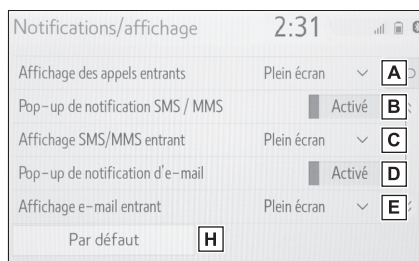 Notifications/affichage 2:31
Affichage des appels entrants Plein écran A
Pop-up de notification SMS / MMS Activé B
Affichage SMS/MMS entrant Plein écran C
Pop-up de notification d'e-mail Activé D
Affichage e-mail entrant Plein écran E
Par défaut H